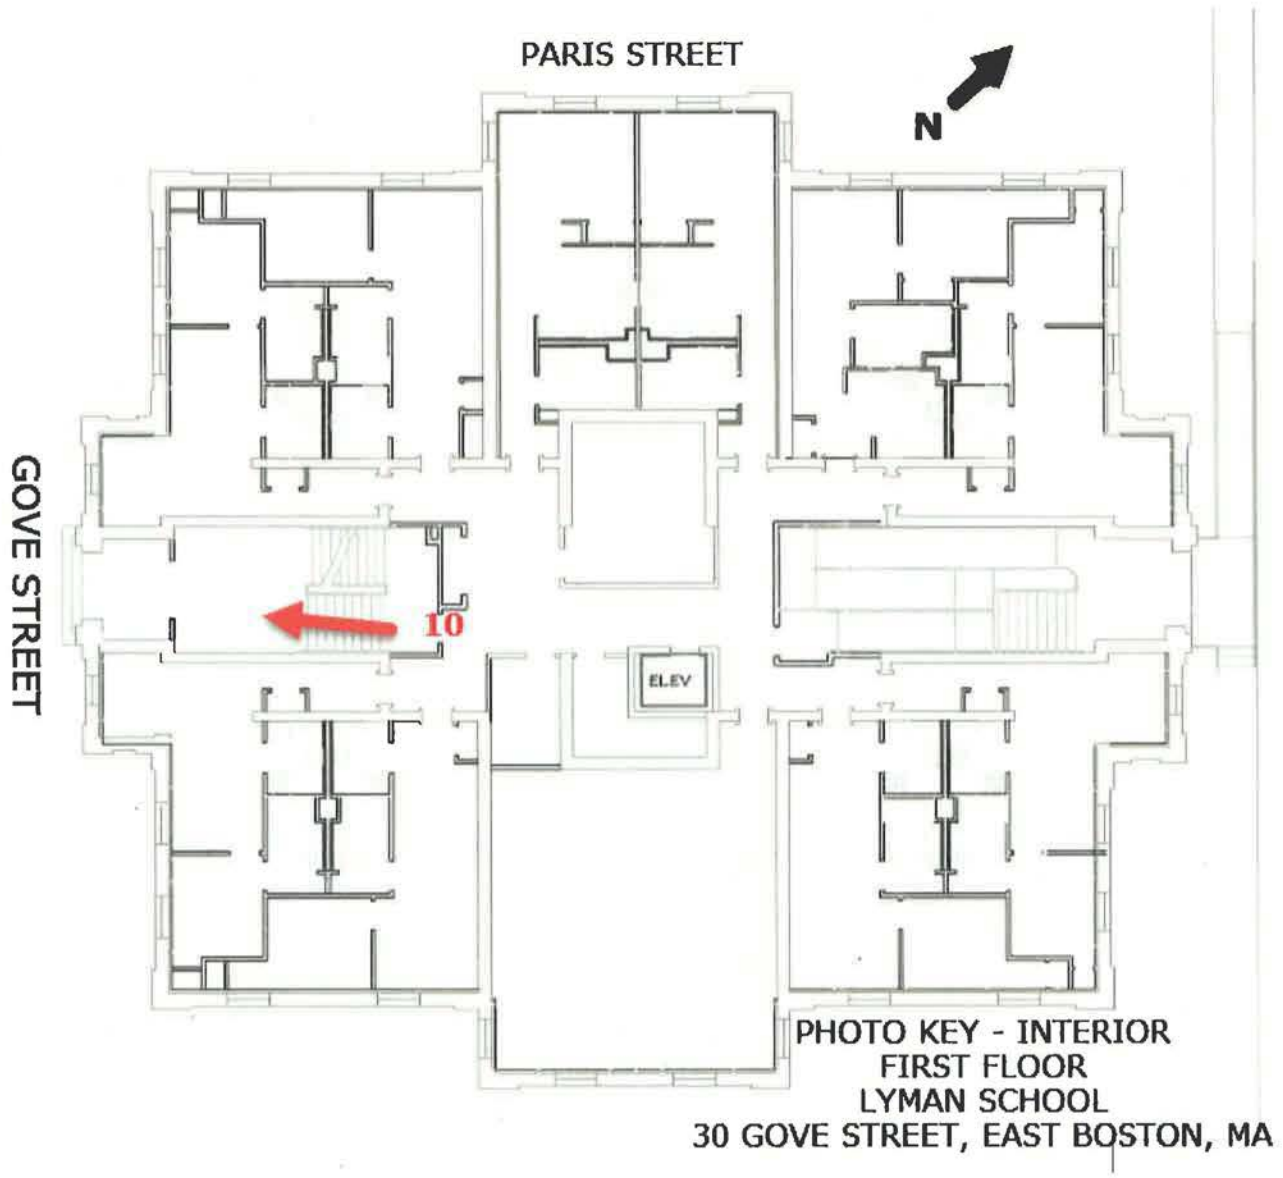 PARIS STREET
N
GOVE STREET
10
ELEV
PHOTO KEY - INTERIOR
FIRST FLOOR
LYMAN SCHOOL
30 GOVE STREET, EAST BOSTON, MA